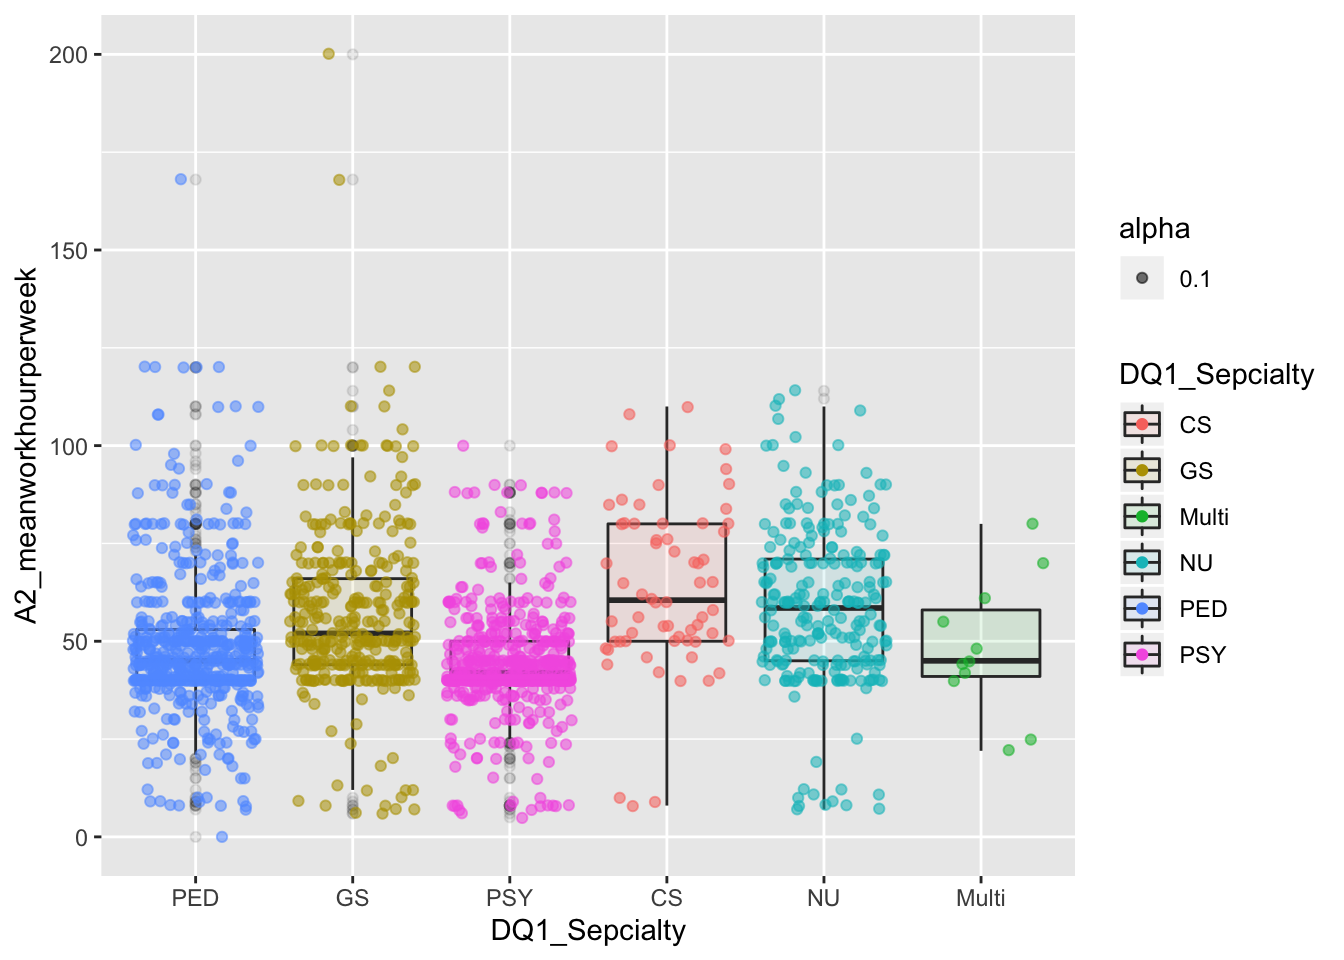 A2_meanworkhourperweek
200
150
100
50
0
PED GS PSY CS NU Multi
DQ1_Sepcialty
alpha
0.1
DQ1_Sepcialty
CS
GS
Multi
NU
PED
PSY